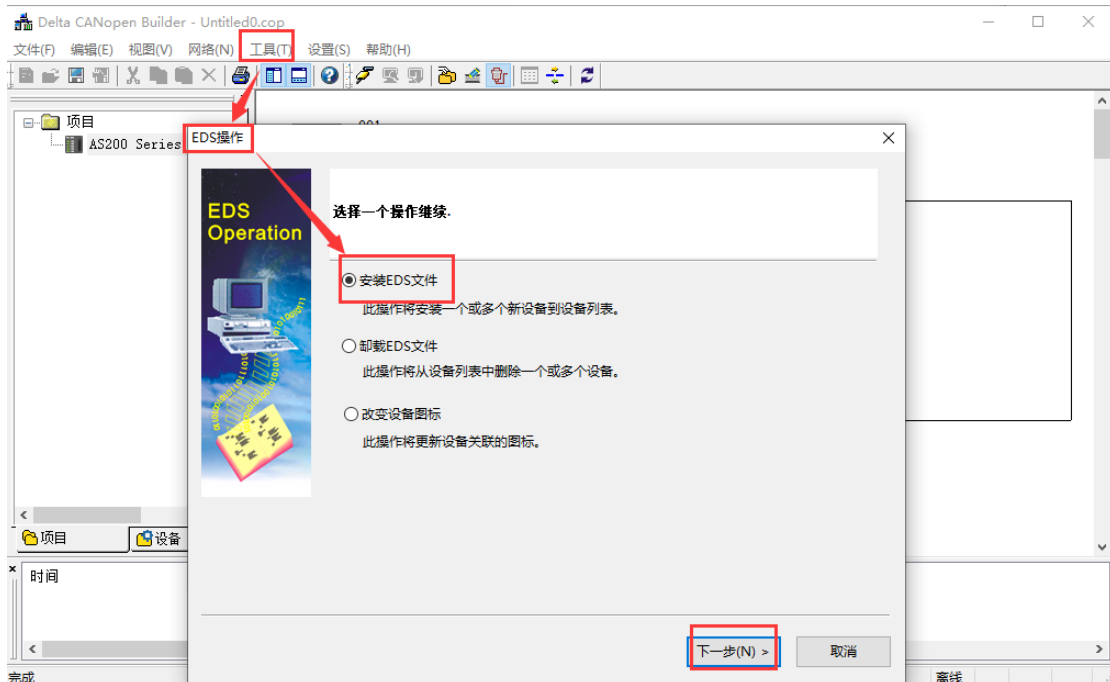 Delta CANopen Builder - Untitled0.cop
文件(F) 编辑(E) 视图(V) 网络(N) 工具(T) 设置(S) 帮助(H)
项目
AS200 Series
001
EDS操作
EDS
Operation
选择一个操作继续.
安装EDS文件
此操作将安装一个或多个新设备到设备列表。
卸载EDS文件
此操作将从设备列表中删除一个或多个设备。
改变设备图标
此操作将更新设备关联的图标。
项目
设备
时间
下一步(N) >
取消
完成
离线